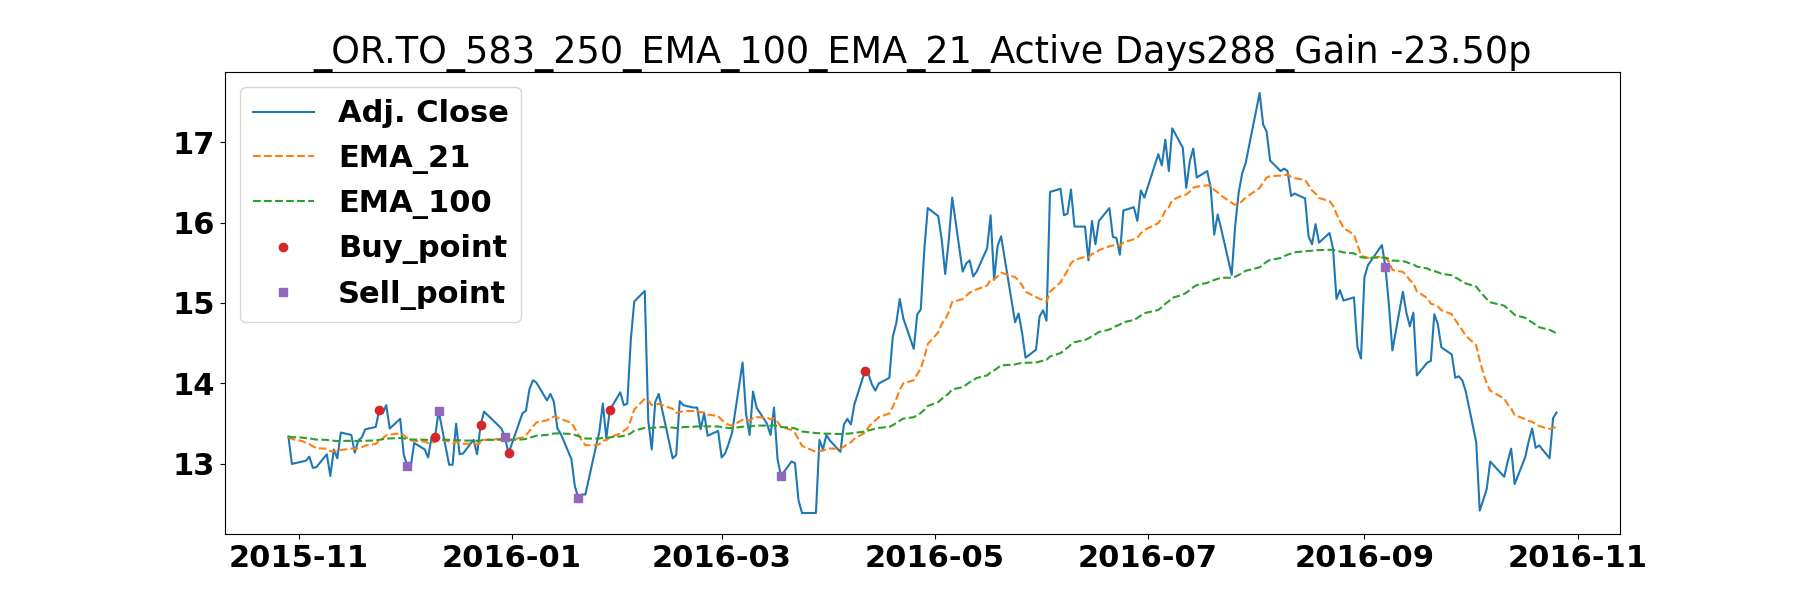 _OR.TO_583_250_EMA_100_EMA_21_Active Days288_Gain -23.50p
Adj. Close
EMA_21
EMA_100
Buy_point
Sell_point
17
16
15
14
13
2015-11 2016-01 2016-03 2016-05 2016-07 2016-09 2016-11